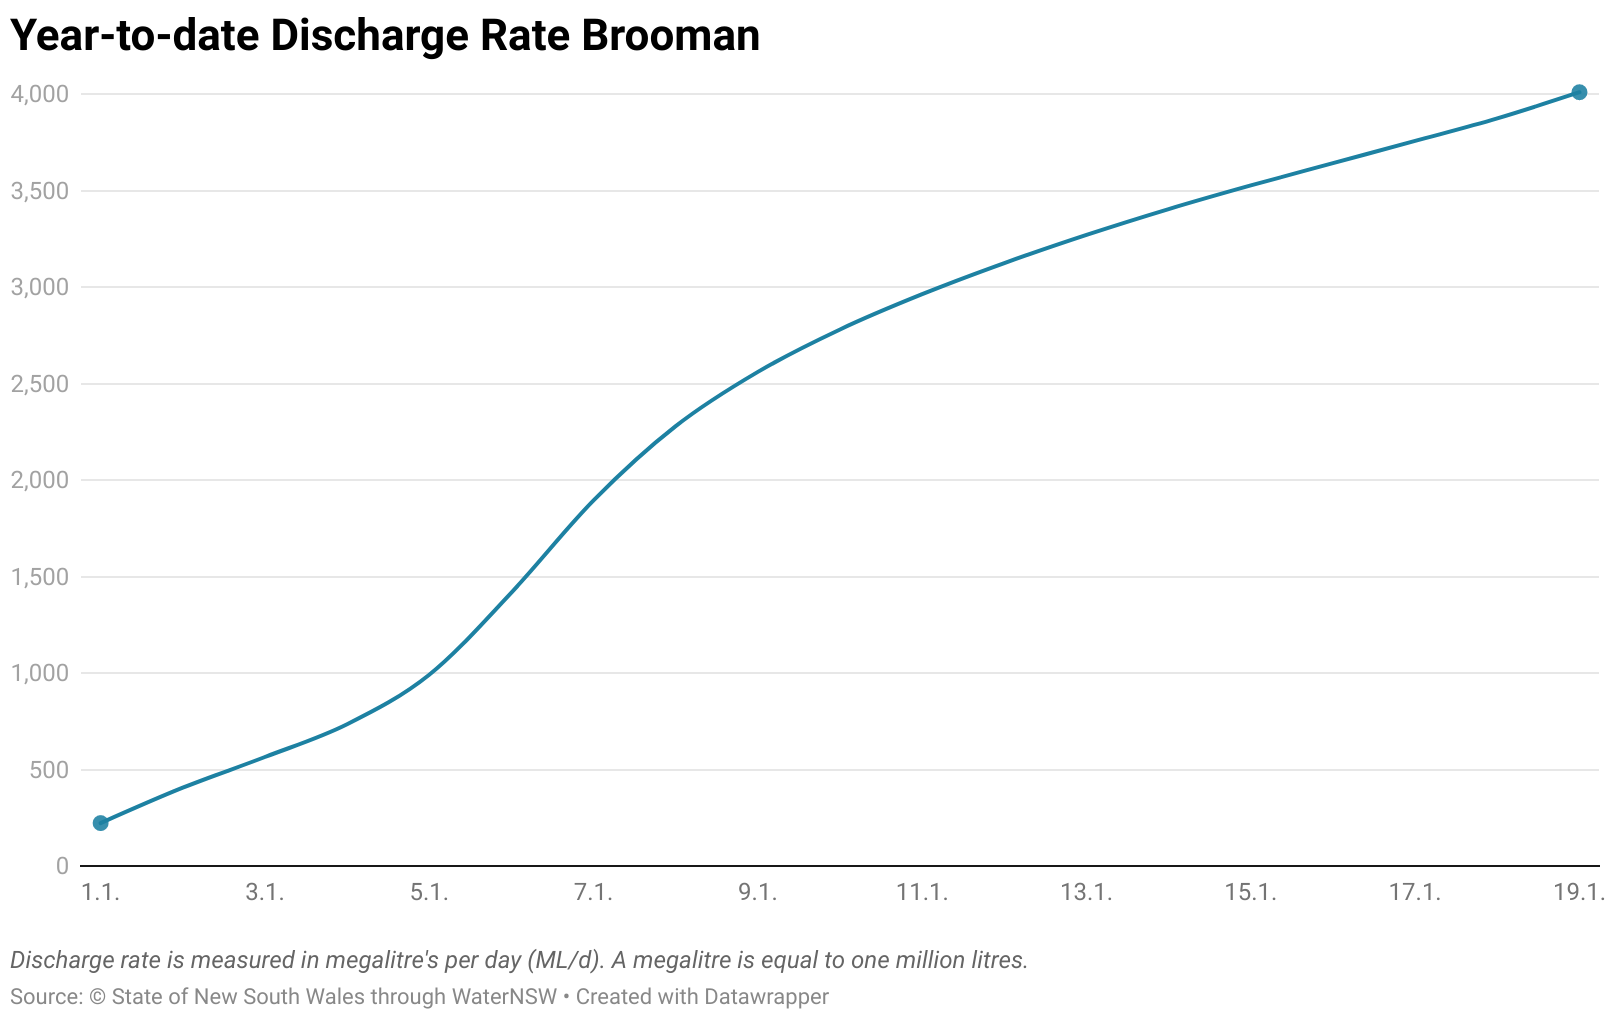 Year-to-date Discharge Rate Brooman
4,000
3,500
3,000
2,500
2,000
1,500
1,000
500
0
1.1. 3.1. 5.1. 7.1. 9.1. 11.1. 13.1. 15.1. 17.1. 19.1.
Discharge rate is measured in megalitre's per day (ML/d). A megalitre is equal to one million litres.
Source: © State of New South Wales through WaterNSW • Created with Datawrapper